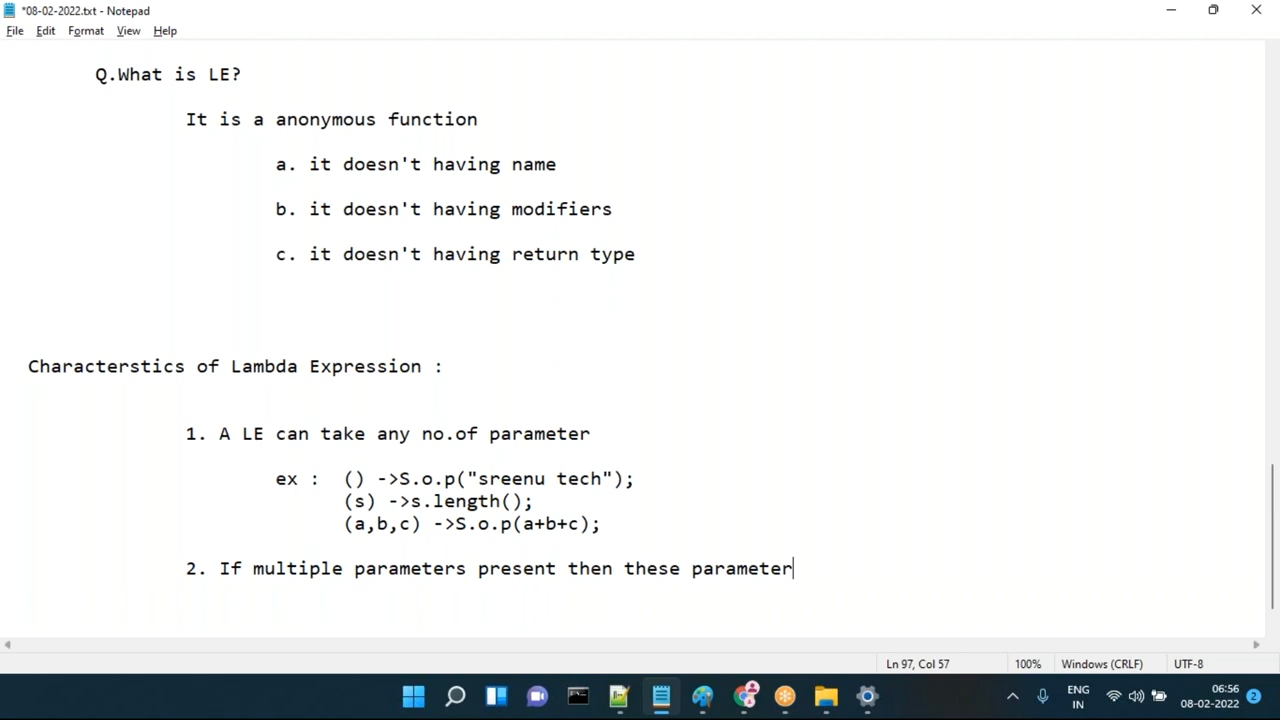 *08-02-2022.txt - Notepad
File Edit Format View Help
Q.What is LE?
It is a anonymous function
a. it doesn't having name
b. it doesn't having modifiers
c. it doesn't having return type
Characterstics of Lambda Expression :
1. A LE can take any no.of parameter
ex : () ->S.o.p("sreenu tech");
(s) ->s.length();
(a,b,c) ->S.o.p(a+b+c);
2. If multiple parameters present then these parameter
Ln 97, Col 57 100% Windows (CRLF) UTF-8
ENG 06:56
IN 08-02-2022 2